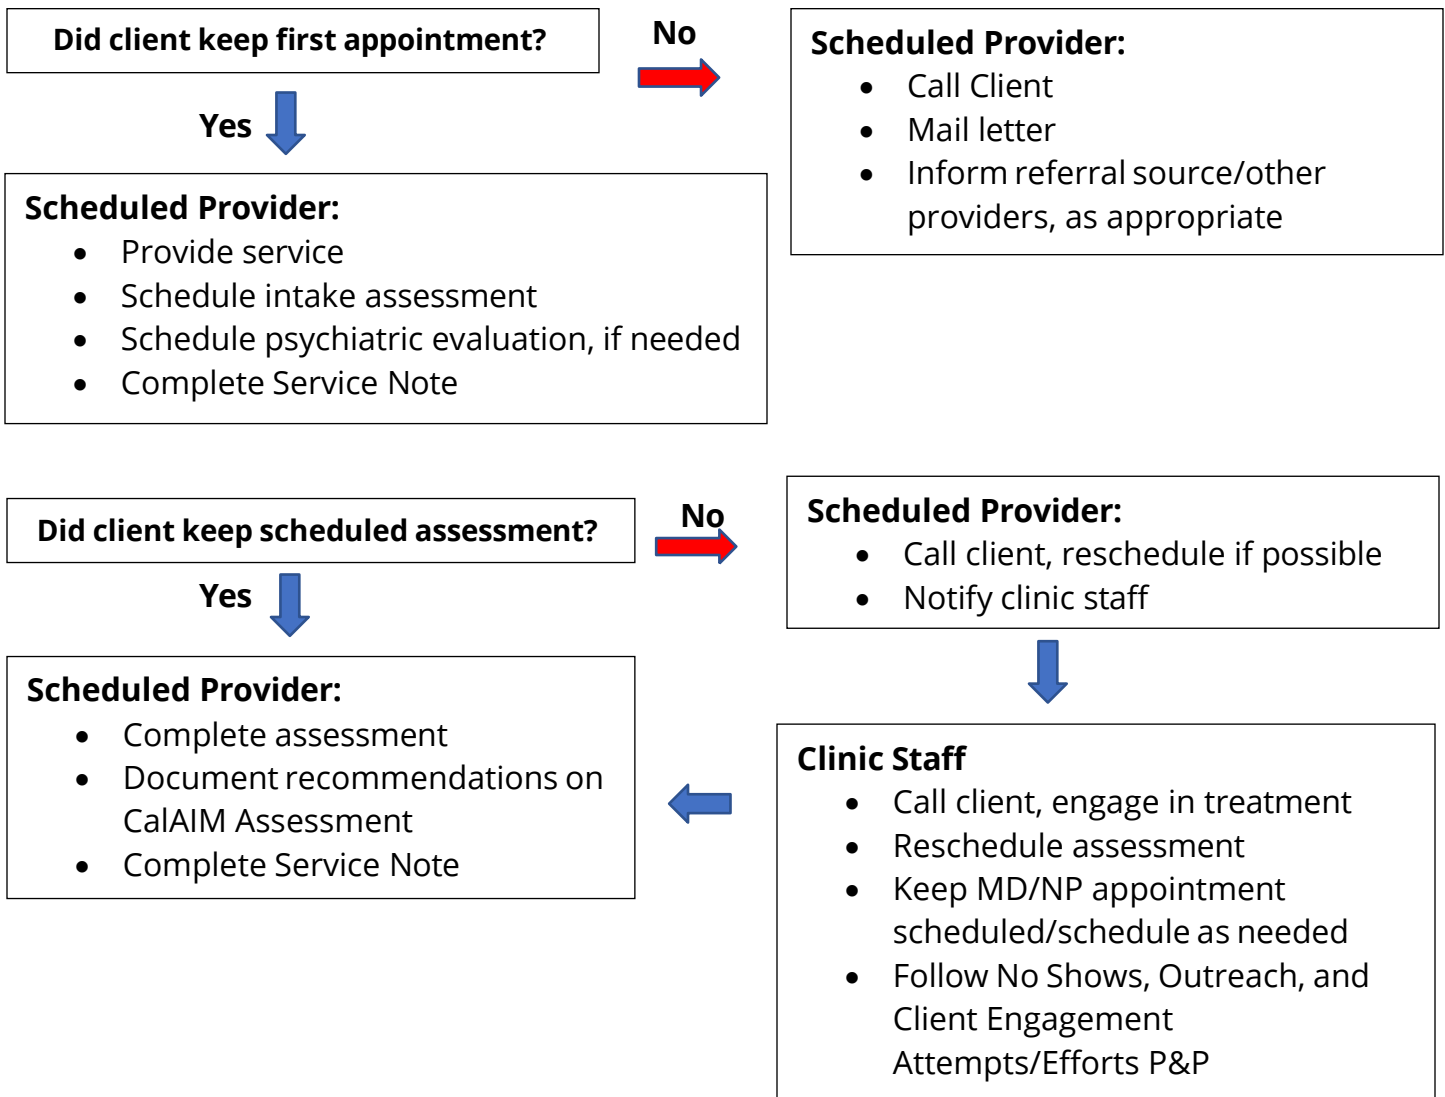 Did client keep first appointment?
No
Scheduled Provider:
• Call Client
• Mail letter
• Inform referral source/other
providers, as appropriate
Yes
Scheduled Provider:
• Provide service
• Schedule intake assessment
• Schedule psychiatric evaluation, if needed
• Complete Service Note
Did client keep scheduled assessment?
No
Scheduled Provider:
• Call client, reschedule if possible
• Notify clinic staff
Yes
Scheduled Provider:
• Complete assessment
• Document recommendations on
CalAIM Assessment
• Complete Service Note
Clinic Staff
• Call client, engage in treatment
• Reschedule assessment
• Keep MD/NP appointment
scheduled/schedule as needed
• Follow No Shows, Outreach, and
Client Engagement
Attempts/Efforts P&P